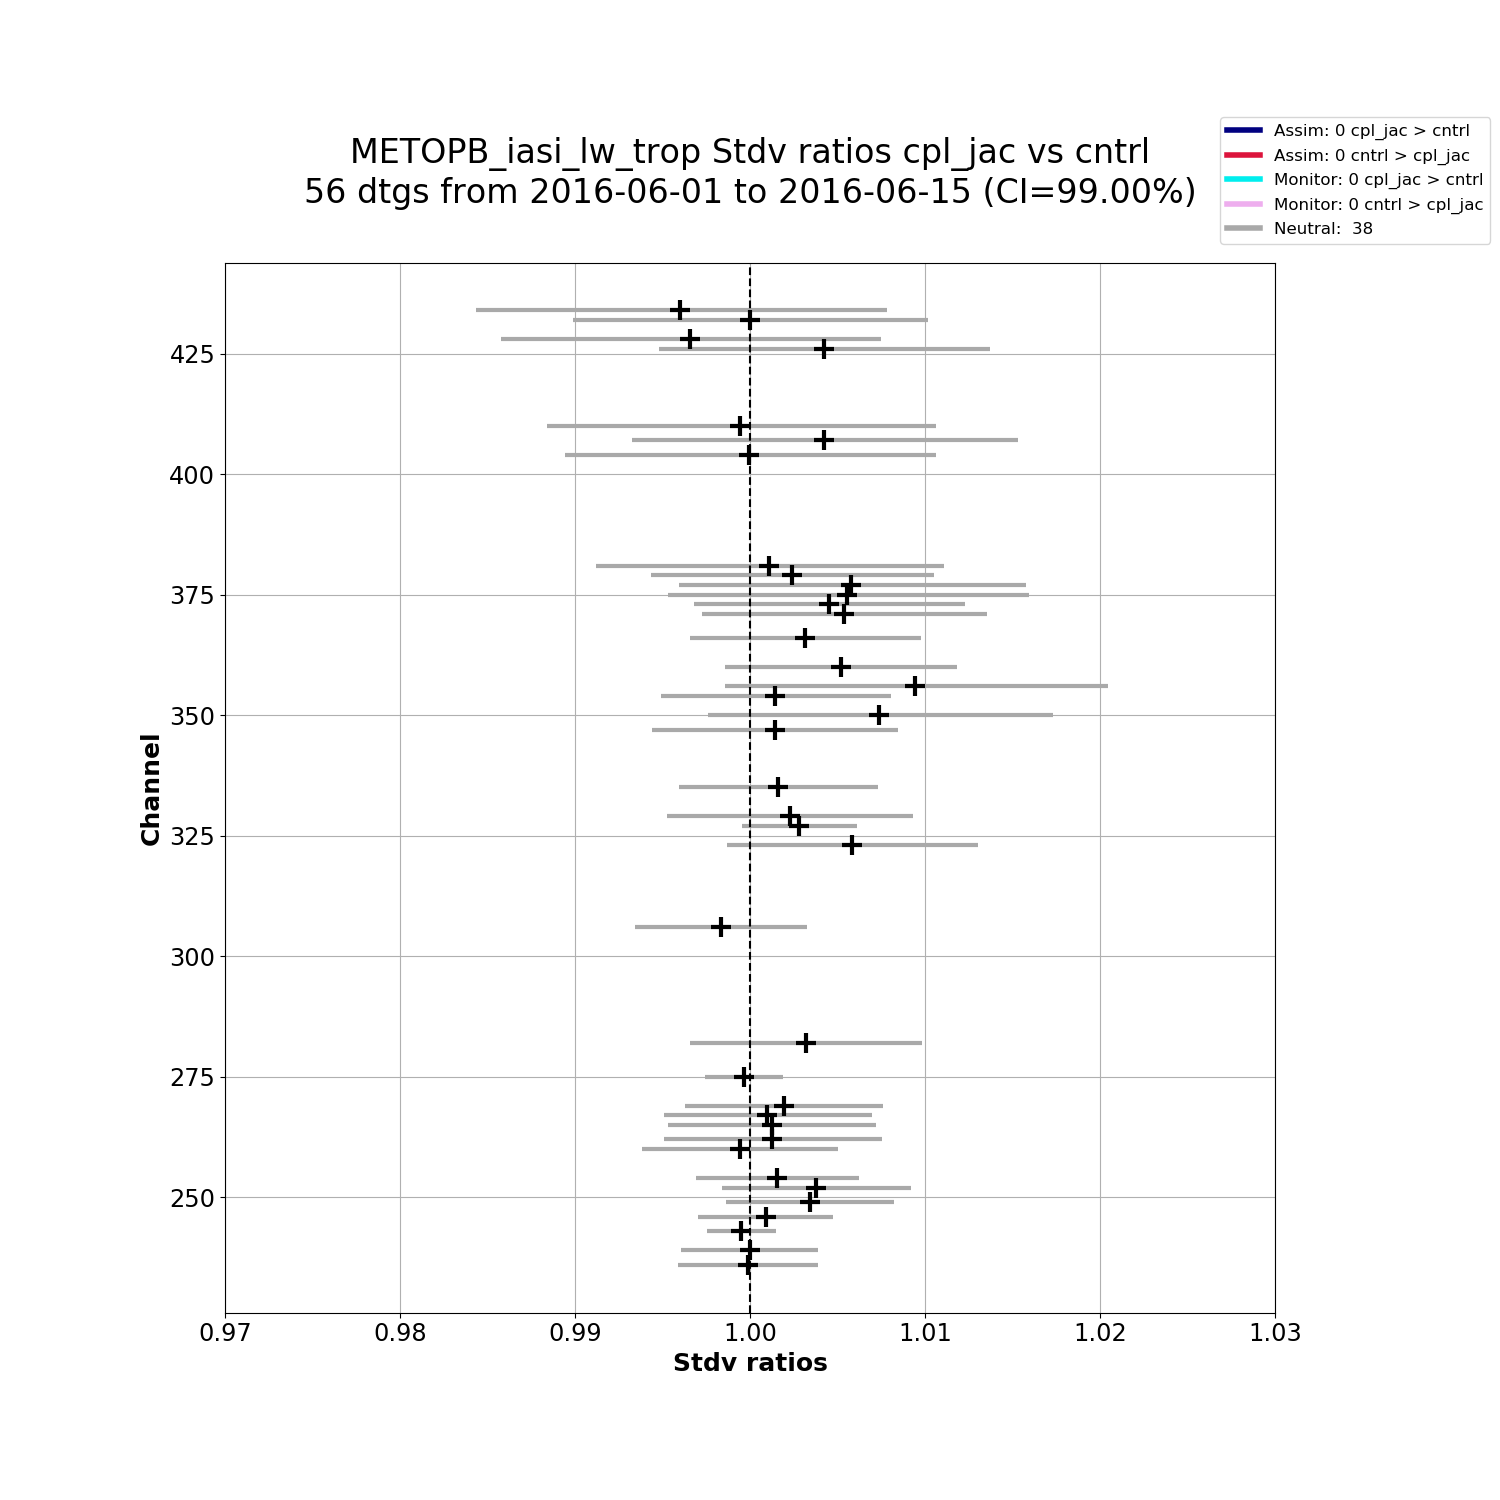 METOPB_iasi_lw_trop Stdv ratios cpl_jac vs cntrl
56 dtgs from 2016-06-01 to 2016-06-15 (CI=99.00%)
Assim: 0 cpl_jac > cntrl
Assim: 0 cntrl > cpl_jac
Monitor: 0 cpl_jac > cntrl
Monitor: 0 cntrl > cpl_jac
Neutral:  38
Channel
425
400
375
350
325
300
275
250
0.97 0.98 0.99 1.00 1.01 1.02 1.03
Stdv ratios